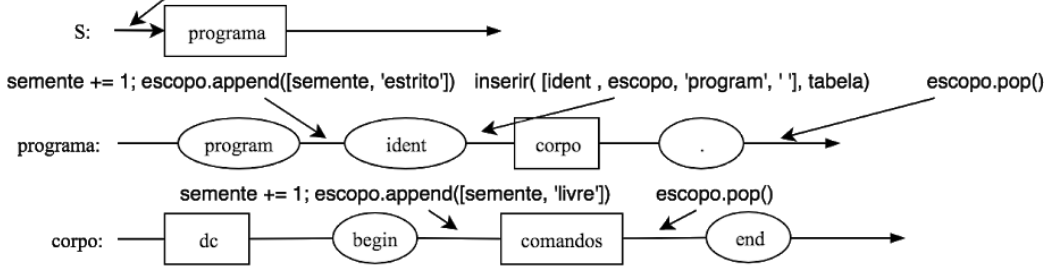 S: programa
semente += 1; escopo.append([semente, 'estrito']) inserir( [ident , escopo, 'program', ' '], tabela) escopo.pop()
programa: program ident corpo .
semente += 1; escopo.append([semente, 'livre']) escopo.pop()
corpo: dc begin comandos end